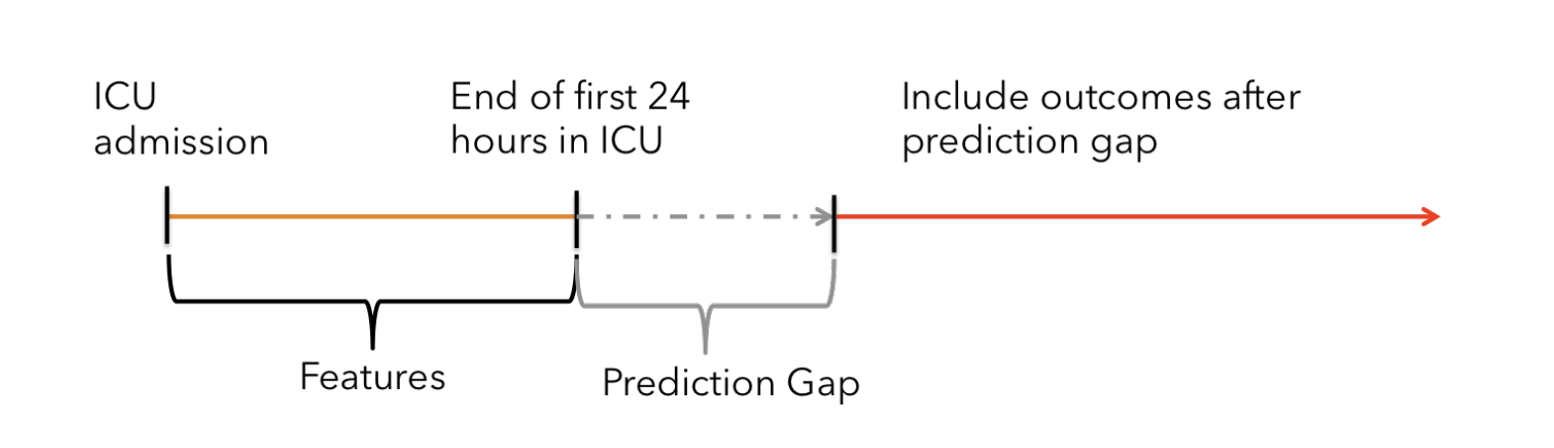 ICU
admission
End of first 24
hours in ICU
Include outcomes after
prediction gap
Features
Prediction Gap